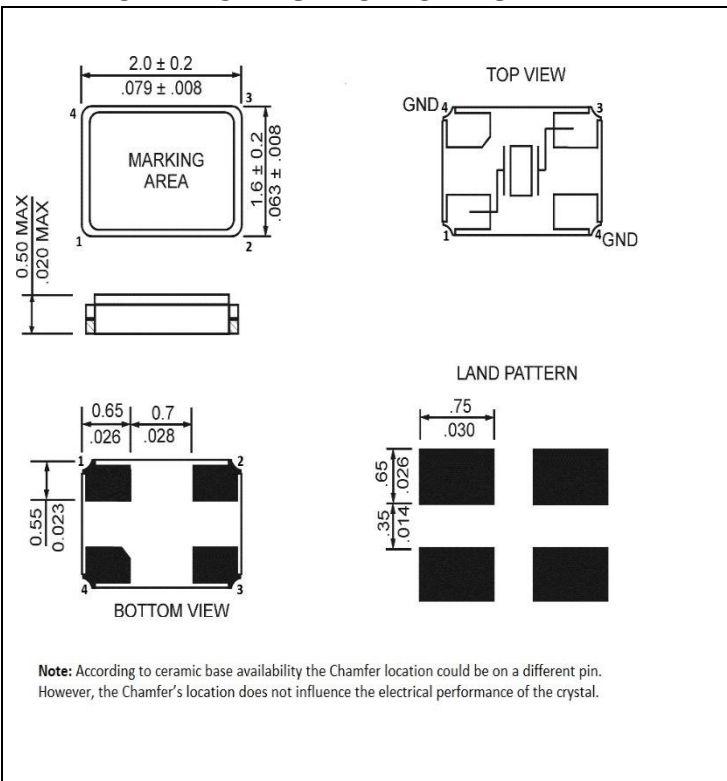 2.0 ± 0.2
.079 ± .008
4
3
MARKING
AREA
1.6 ± 0.2
.063 ± .008
1
2
0.50 MAX
.020 MAX
TOP VIEW
GND 4
3
1
4 GND
LAND PATTERN
.75
.030
.65
.026
.35
.014
0.65
0.7
.026
.028
1
2
0.55
0.023
4
3
BOTTOM VIEW
Note: According to ceramic base availability the Chamfer location could be on a different pin.
However, the Chamfer's location does not influence the electrical performance of the crystal.